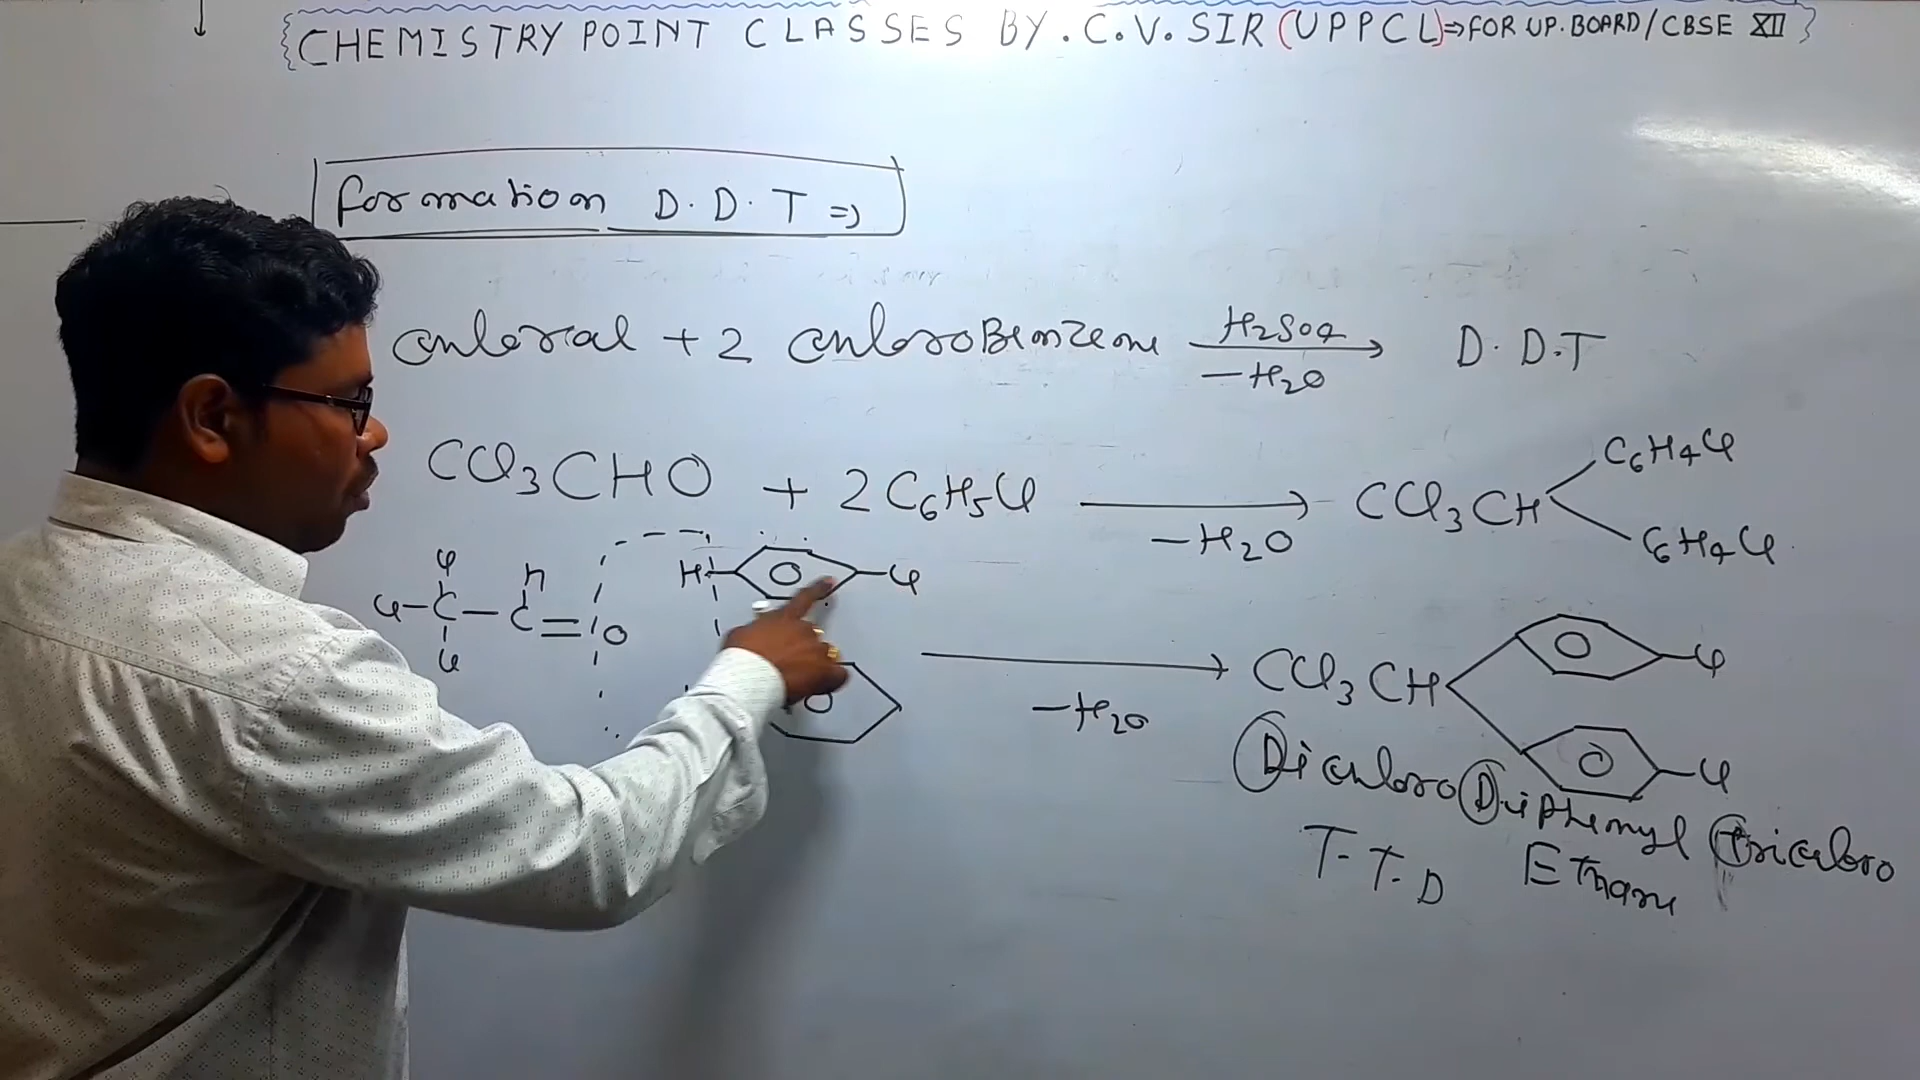 {CHEMISTRY POINT CLASSES BY. C.V. SIR (UPPCL)⇒FOR UP.BOARD/CBSE XII}
Formation D.D.T ⇒
Chloral + 2 ChloroBenzene H2SO4 → D.D.T
-H2O
CCl3CHO + 2C6H5Cl → CCl3CH C6H4Cl
-H2O C6H4Cl
Cl H H Cl
Cl-C-C=O → CCl3CH Cl
Cl -H2O Cl
Dichloro Diphenyl Trichloro
T.T.D Ethane